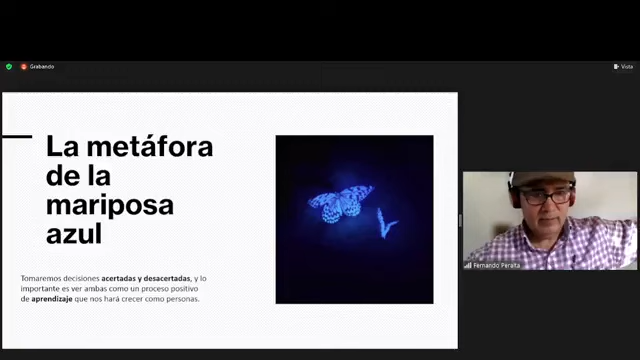 Grabando
Vista
La metáfora
de la
mariposa
azul
Tomaremos decisiones acertadas y desacertadas, y lo
importante es ver ambas como un proceso positivo
de aprendizaje que nos hará crecer como personas.
Fernando Peralta